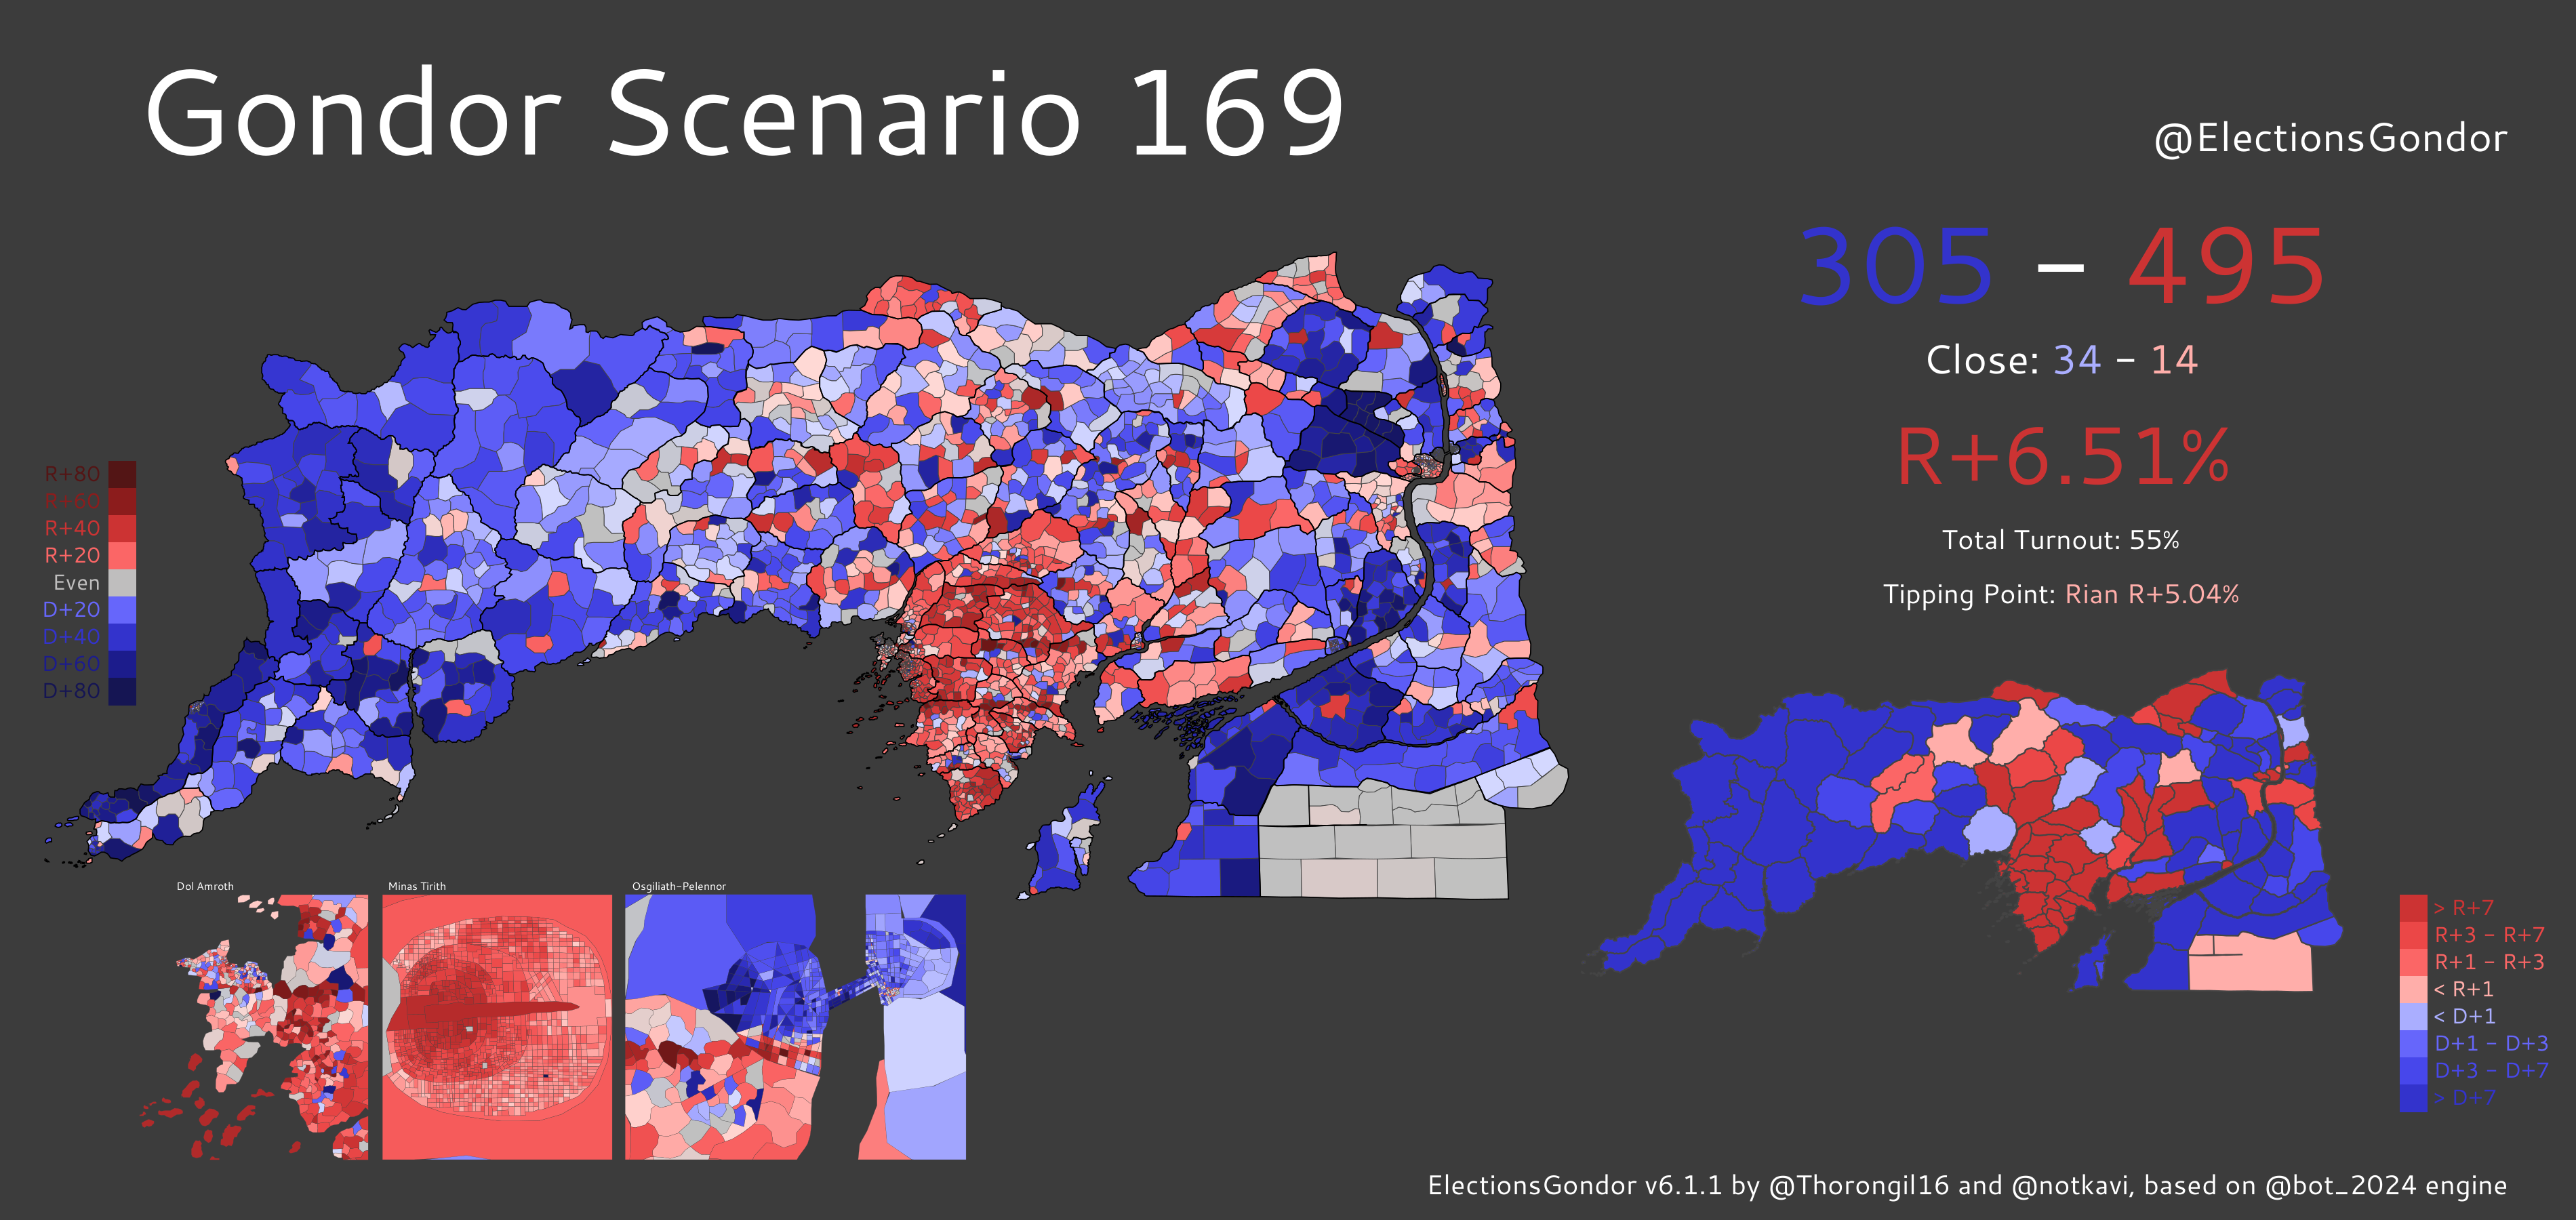 Gondor Scenario 169
@ElectionsGondor
305 – 495
Close: 34 – 14
R+6.51%
Total Turnout: 55%
Tipping Point: Rian R+5.04%
R+80
R+60
R+40
R+20
Even
D+20
D+40
D+60
D+80
Dol Amroth
Minas Tirith
Osgiliath-Pelennor
> R+7
R+3 – R+7
R+1 – R+3
< R+1
< D+1
D+1 – D+3
D+3 – D+7
> D+7
ElectionsGondor v6.1.1 by @Thorongil16 and @notkavi, based on @bot_2024 engine